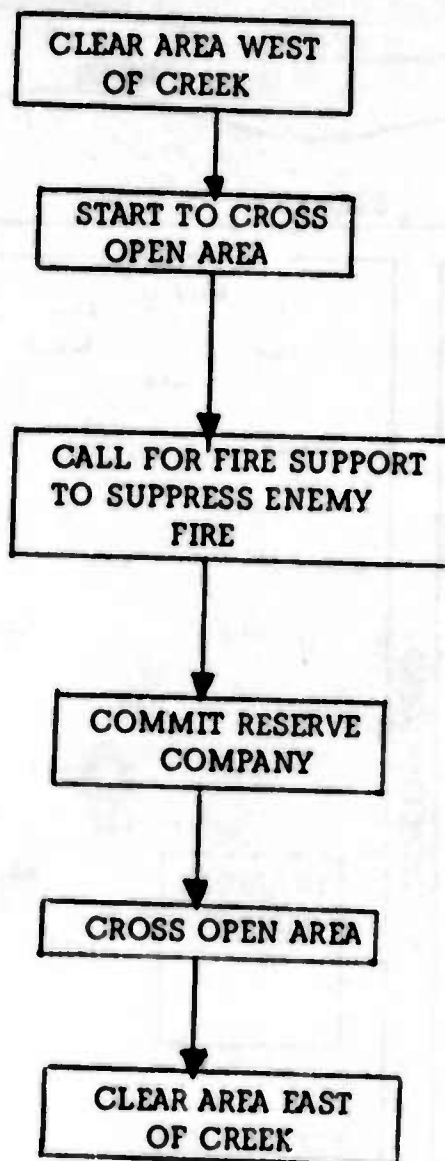 CLEAR AREA WEST
OF CREEK
START TO CROSS
OPEN AREA
CALL FOR FIRE SUPPORT
TO SUPPRESS ENEMY
FIRE
COMMIT RESERVE
COMPANY
CROSS OPEN AREA
CLEAR AREA EAST
OF CREEK